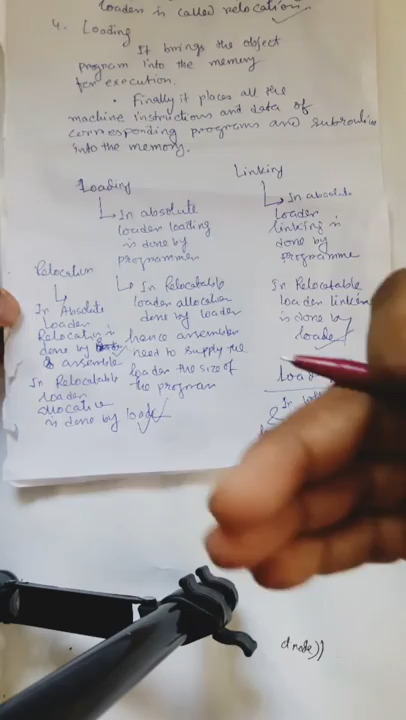 loader is called relocation.
4. Loading
It brings the object
program into the memory
for execution.
• Finally it places all the
machine instructions and data of
corresponding programs and subroutine
into the memory.
Loading
In absolute
loader loading
is done by
programmer
In Relocatable
loader allocation
done by loader
hence assembler
need to supply the
loader the size of
the program
Linking
In absolute
loader
linking is
done by
programme
In Relocatable
loader linkin
is done by
loader
Relocation
In Absolute
loader
Relocation is
done by
assemble
In Relocatable
loader
allocation
is done by loader
load
In